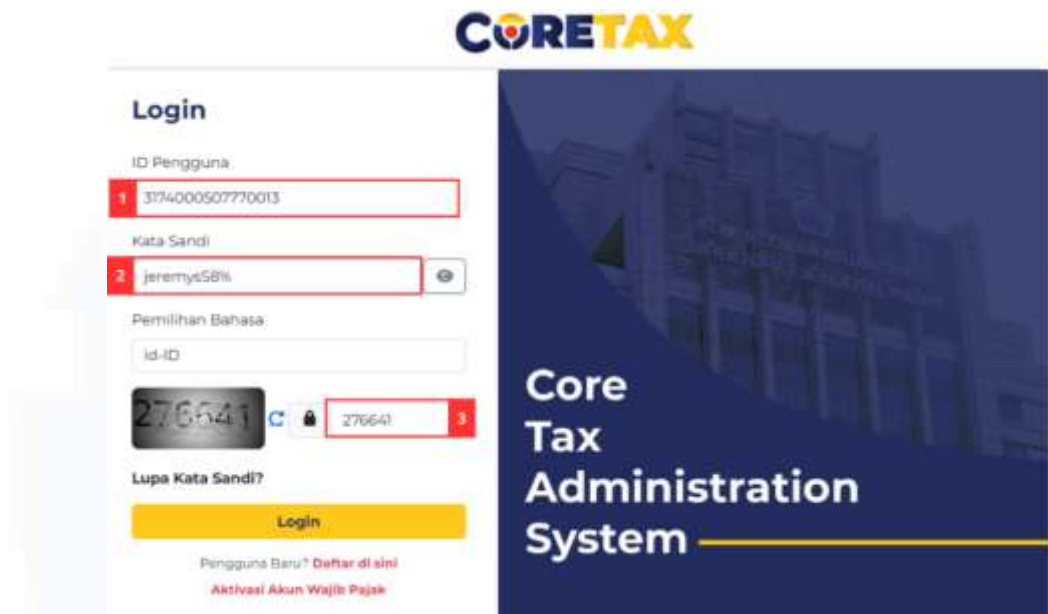 CORETAX
Login
ID Pengguna
1 3174000507770013
Kata Sandi
2 jeremys58%
Pemilihan Bahasa
id-ID
276641 276641 3
Lupa Kata Sandi?
Login
Pengguna Baru? Daftar di sini
Aktivasi Akun Wajib Pajak
Core
Tax
Administration
System